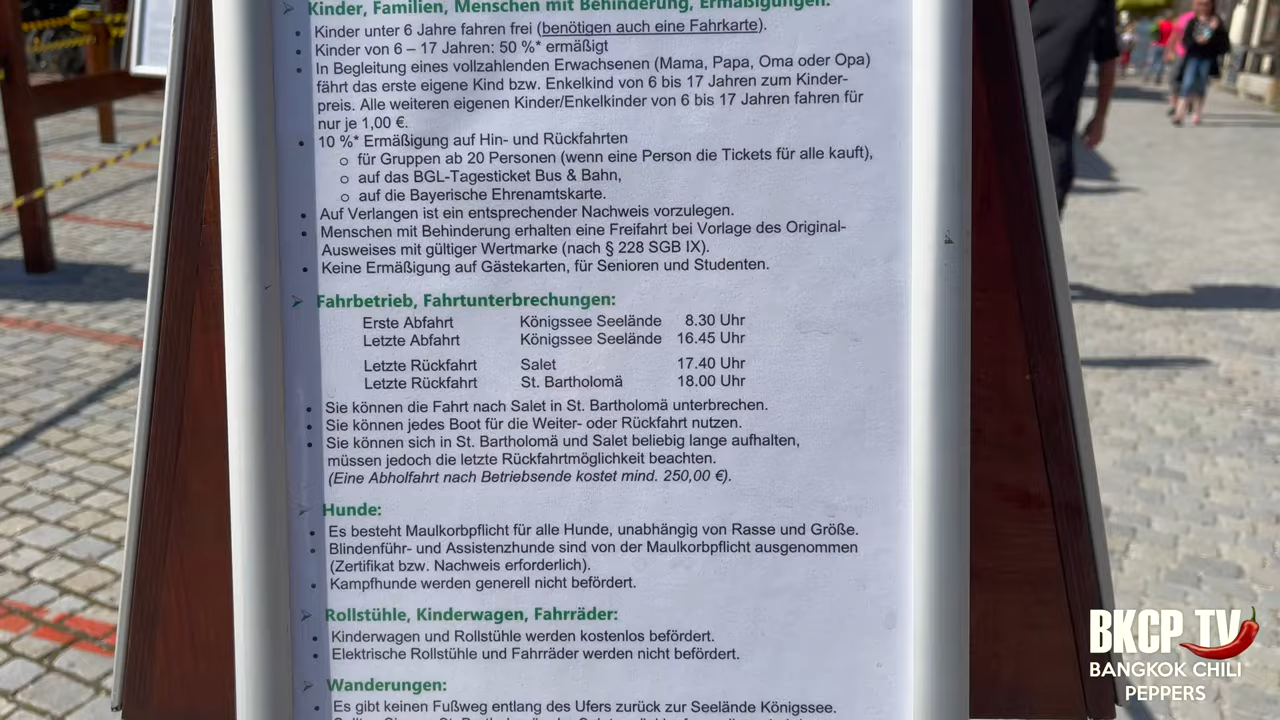 Kinder, Familien, Menschen mit Behinderung, Ermäßigungen:
Kinder unter 6 Jahre fahren frei (benötigen auch eine Fahrkarte).
Kinder von 6 – 17 Jahren: 50 %* ermäßigt
In Begleitung eines vollzahlenden Erwachsenen (Mama, Papa, Oma oder Opa)
fährt das erste eigene Kind bzw. Enkelkind von 6 bis 17 Jahren zum Kinder-
preis. Alle weiteren eigenen Kinder/Enkelkinder von 6 bis 17 Jahren fahren für
nur je 1,00 €.
10 %* Ermäßigung auf Hin- und Rückfahrten
für Gruppen ab 20 Personen (wenn eine Person die Tickets für alle kauft),
auf das BGL-Tagesticket Bus & Bahn,
auf die Bayerische Ehrenamtskarte.
Auf Verlangen ist ein entsprechender Nachweis vorzulegen.
Menschen mit Behinderung erhalten eine Freifahrt bei Vorlage des Original-
Ausweises mit gültiger Wertmarke (nach § 228 SGB IX).
Keine Ermäßigung auf Gästekarten, für Senioren und Studenten.
Fahrbetrieb, Fahrtunterbrechungen:
Erste Abfahrt Königssee Seelände 8.30 Uhr
Letzte Abfahrt Königssee Seelände 16.45 Uhr
Letzte Rückfahrt Salet 17.40 Uhr
Letzte Rückfahrt St. Bartholomä 18.00 Uhr
Sie können die Fahrt nach Salet in St. Bartholomä unterbrechen.
Sie können jedes Boot für die Weiter- oder Rückfahrt nutzen.
Sie können sich in St. Bartholomä und Salet beliebig lange aufhalten,
müssen jedoch die letzte Rückfahrtmöglichkeit beachten.
(Eine Abholfahrt nach Betriebsende kostet mind. 250,00 €).
Hunde:
Es besteht Maulkorbpflicht für alle Hunde, unabhängig von Rasse und Größe.
Blindenführ- und Assistenzhunde sind von der Maulkorbpflicht ausgenommen
(Zertifikat bzw. Nachweis erforderlich).
Kampfhunde werden generell nicht befördert.
Rollstühle, Kinderwagen, Fahrräder:
Kinderwagen und Rollstühle werden kostenlos befördert.
Elektrische Rollstühle und Fahrräder werden nicht befördert.
Wanderungen:
Es gibt keinen Fußweg entlang des Ufers zurück zur Seelände Königssee.
BKCP TV
BANGKOK CHILI
PEPPERS